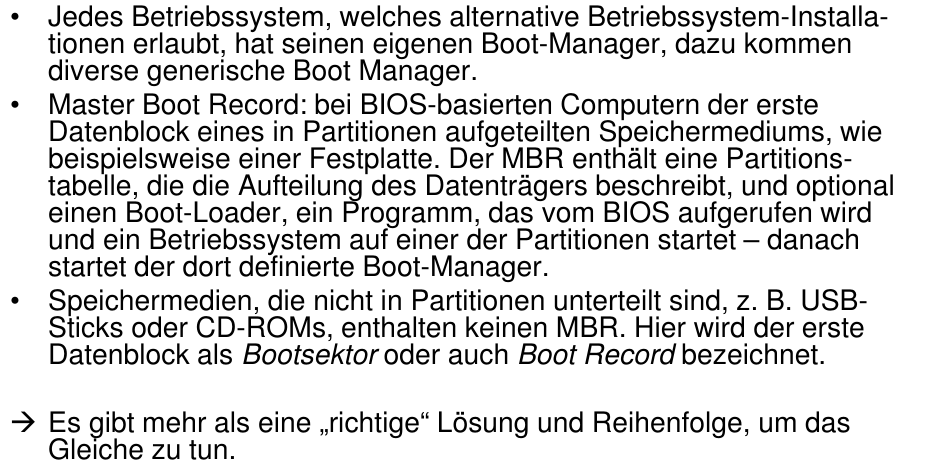 • Jedes Betriebssystem, welches alternative Betriebssystem-Installa-
tionen erlaubt, hat seinen eigenen Boot-Manager, dazu kommen
diverse generische Boot Manager.
• Master Boot Record: bei BIOS-basierten Computern der erste
Datenblock eines in Partitionen aufgeteilten Speichermediums, wie
beispielsweise einer Festplatte. Der MBR enthält eine Partitions-
tabelle, die die Aufteilung des Datenträgers beschreibt, und optional
einen Boot-Loader, ein Programm, das vom BIOS aufgerufen wird
und ein Betriebssystem auf einer der Partitionen startet – danach
startet der dort definierte Boot-Manager.
• Speichermedien, die nicht in Partitionen unterteilt sind, z. B. USB-
Sticks oder CD-ROMs, enthalten keinen MBR. Hier wird der erste
Datenblock als Bootsektor oder auch Boot Record bezeichnet.
→ Es gibt mehr als eine „richtige“ Lösung und Reihenfolge, um das
Gleiche zu tun.